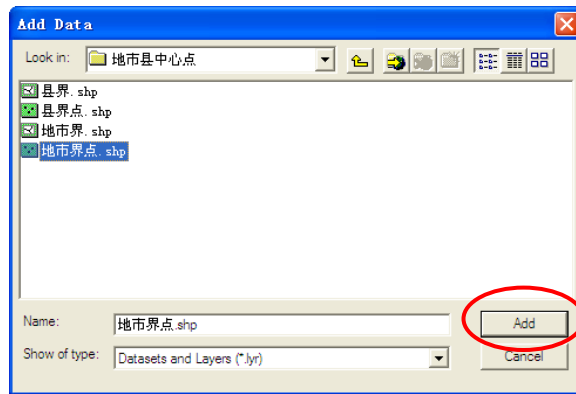 Add Data
Look in: 地市县中心点
县界.shp
县界点.shp
地市界.shp
地市界点.shp
Name: 地市界点.shp Add
Show of type: Datasets and Layers (*.lyr) Cancel